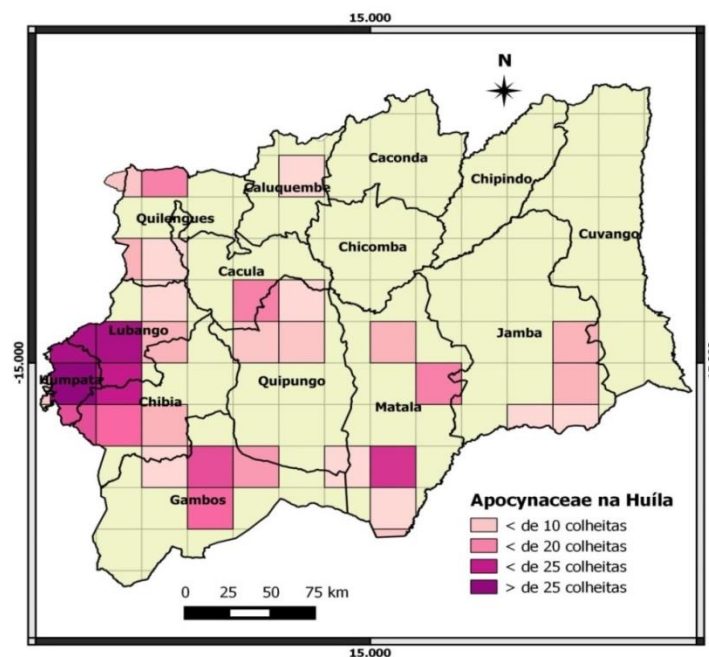 15.000
N
Caconda
Caluquembe
Chipindo
Quilengues
Cuvango
Chicomba
Cacula
Lubango
Jamba
-15.000
Humpata
Quipungo
Chibia
Matala
Gambos
Apocynaceae na Huíla
< de 10 colheitas
< de 20 colheitas
< de 25 colheitas
> de 25 colheitas
0 25 50 75 km
15.000